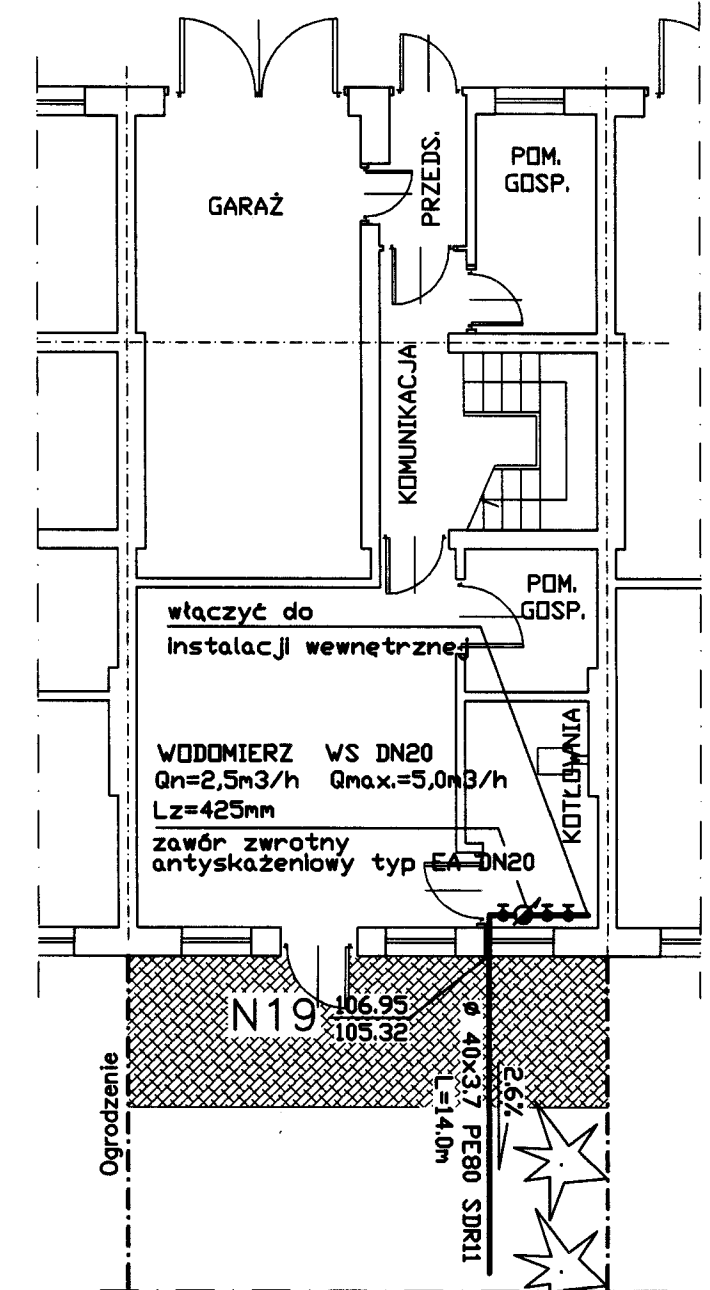 GARAŻ
PRZEDS.
POM.
GOSP.
KOMUNIKACJA
POM.
GOSP.
włączyć do
instalacji wewnętrznej
KOTŁOWNIA
WODOMIERZ WS DN20
Qn=2,5m3/h Qmax.=5,0m3/h
Lz=425mm
zawór zwrotny
antyskażeniowy typ EA DN20
N19
106.95
105.32
ø 40x3.7 PE80 SDR11
L=14.0m
2.6%
Ogrodzenie